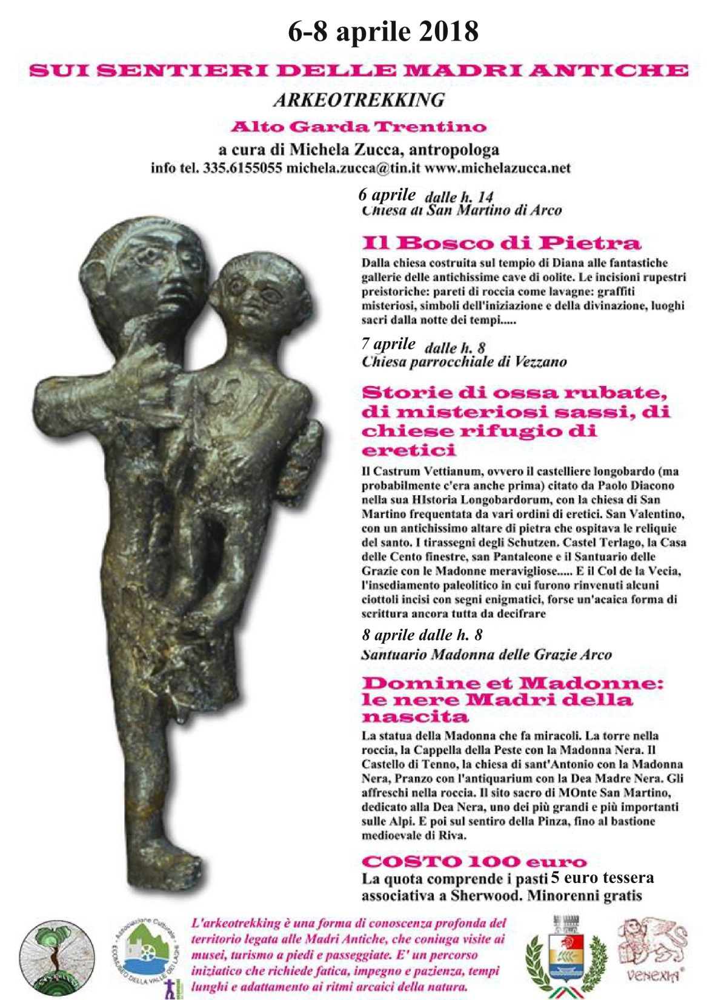 6-8 aprile 2018
SUI SENTIERI DELLE MADRI ANTICHE
ARKEOTREKKING
Alto Garda Trentino
a cura di Michela Zucca, antropologa
info tel. 335.6155055 michela.zucca@tin.it www.michelazucca.net
6 aprile dalle h. 14
Chiesa di San Martino di Arco
Il Bosco di Pietra
Dalla chiesa costruita sul tempio di Diana alle fantastiche
gallerie delle antichissime cave di oolite. Le incisioni rupestri
preistoriche: pareti di roccia come lavagne: graffiti
misteriosi, simboli dell'iniziazione e della divinazione, luoghi
sacri dalla notte dei tempi.....
7 aprile dalle h. 8
Chiesa parrocchiale di Vezzano
Storie di ossa rubate,
di misteriosi sassi, di
chiese rifugio di
eretici
Il Castrum Vettianum, ovvero il castelliere longobardo (ma
probabilmente c'era anche prima) citato da Paolo Diacono
nella sua HIstoria Longobardorum, con la chiesa di San
Martino frequentata da vari ordini di eretici. San Valentino,
con un antichissimo altare di pietra che ospitava le reliquie
del santo. I tirassegni degli Schutzen. Castel Terlago, la Casa
delle Cento finestre, san Pantaleone e il Santuario delle
Grazie con le Madonne meravigliose..... E il Col de la Vecia,
l'insediamento paleolitico in cui furono rinvenuti alcuni
ciottoli incisi con segni enigmatici, forse un'acaica forma di
scrittura ancora tutta da decifrare
8 aprile dalle h. 8
Santuario Madonna delle Grazie Arco
Domine et Madonne:
le nere Madri della
nascita
La statua della Madonna che fa miracoli. La torre nella
roccia, la Cappella della Peste con la Madonna Nera. Il
Castello di Tenno, la chiesa di sant'Antonio con la Madonna
Nera, Pranzo con l'antiquarium con la Dea Madre Nera. Gli
affreschi nella roccia. Il sito sacro di MOnte San Martino,
dedicato alla Dea Nera, uno dei più grandi e più importanti
sulle Alpi. E poi sul sentiro della Pinza, fino al bastione
medioevale di Riva.
COSTO 100 euro
La quota comprende i pasti 5 euro tessera
associativa a Sherwood. Minorenni gratis
L'arkeotrekking è una forma di conoscenza profonda del
territorio legata alle Madri Antiche, che coniuga visite ai
musei, turismo a piedi e passeggiate. E' un percorso
iniziatico che richiede fatica, impegno e pazienza, tempi
lunghi e adattamento ai ritmi arcaici della natura.
- Associazione Culturale -
ECOMUSEO DELLA VALLE DEI LAGHI
VENEXIA®